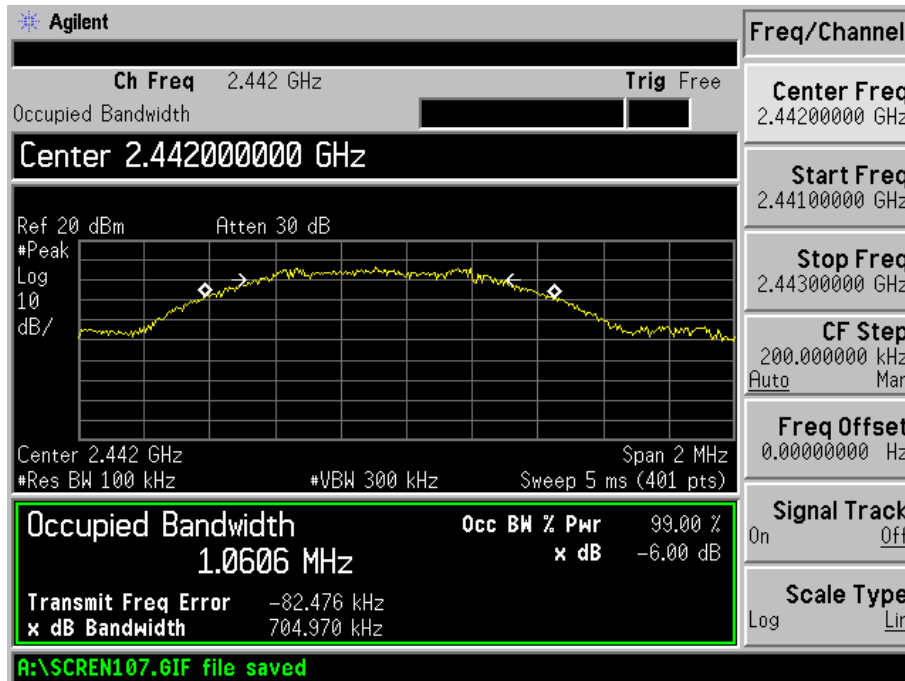 Agilent
Freq/Channel
Ch Freq 2.442 GHz Trig Free
Occupied Bandwidth
Center 2.442000000 GHz
Ref 20 dBm Atten 30 dB
#Peak
Log
10
dB/
Center 2.442 GHz Span 2 MHz
#Res BW 100 kHz #VBW 300 kHz Sweep 5 ms (401 pts)
Occupied Bandwidth
1.0606 MHz
Occ BW % Pwr 99.00 %
x dB -6.00 dB
Transmit Freq Error -82.476 kHz
x dB Bandwidth 704.970 kHz
A:\SCREN107.GIF file saved
Center Freq
2.44200000 GHz
Start Freq
2.44100000 GHz
Stop Freq
2.44300000 GHz
CF Step
200.000000 kHz
Auto Man
Freq Offset
0.00000000 Hz
Signal Track
On Off
Scale Type
Log Lin